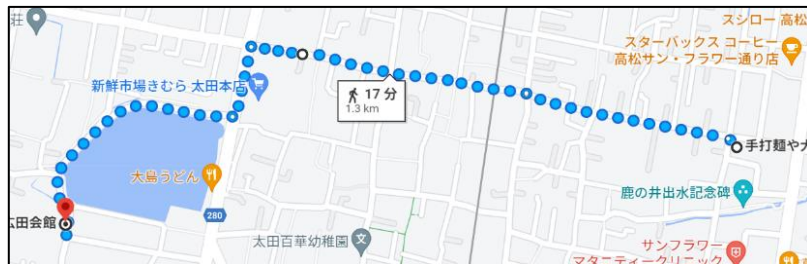 荘
スシロー 高松
スターバックス コーヒー
高松サン・フラワー通り店
新鮮市場きむら 太田本店
17 分
1.3 km
手打麺や大
大島うどん
鹿の井出水記念碑
広田会館
280
太田百華幼稚園
文
サンフラワー
マタニティークリニック